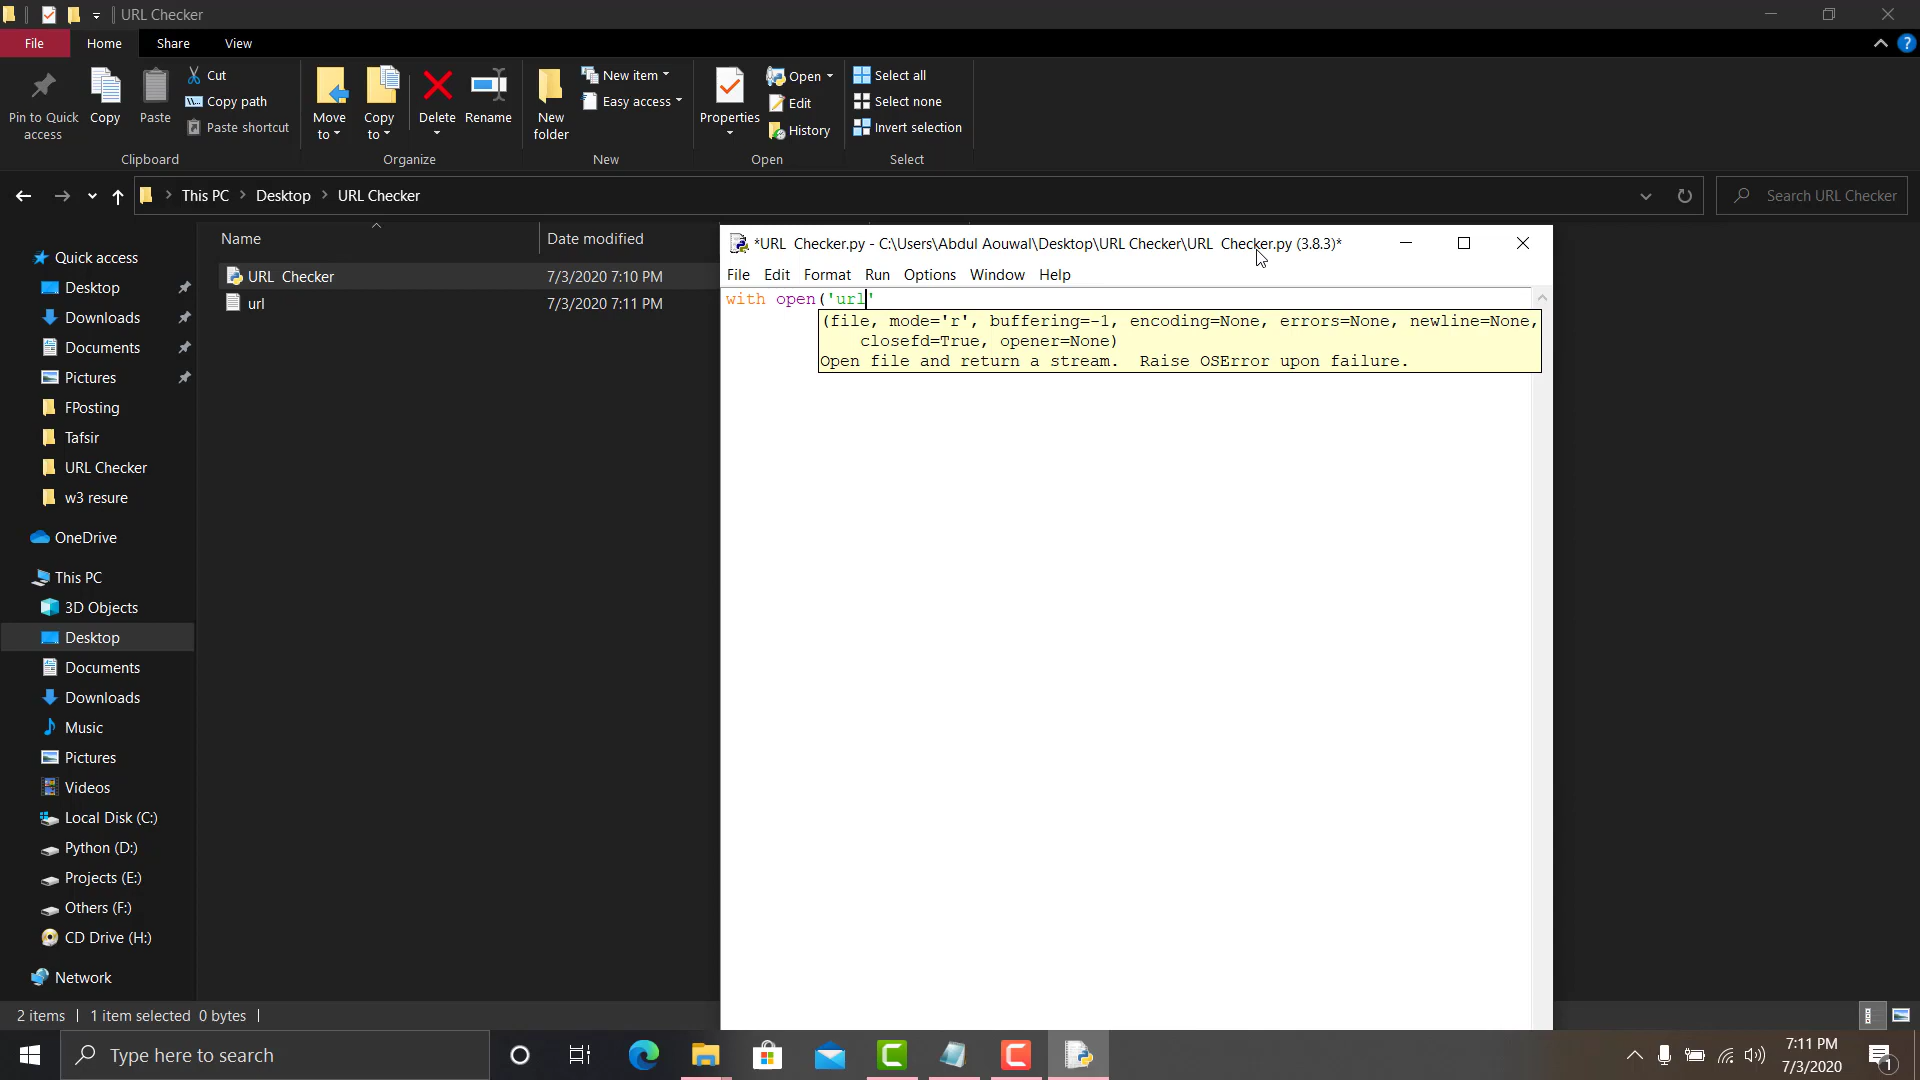 URL Checker
File
Home
Share
View
Pin to Quick access
Copy
Paste
Cut
Copy path
Paste shortcut
Clipboard
Move to
Copy to
Delete
Rename
Organize
New folder
New item
Easy access
New
Properties
Open
Edit
History
Open
Select all
Select none
Invert selection
Select
This PC
Desktop
URL Checker
Search URL Checker
Name
Date modified
URL  Checker
7/3/2020 7:10 PM
url
7/3/2020 7:11 PM
Quick access
Desktop
Downloads
Documents
Pictures
FPosting
Tafsir
URL Checker
w3 resure
OneDrive
This PC
3D Objects
Desktop
Documents
Downloads
Music
Pictures
Videos
Local Disk (C:)
Python (D:)
Projects (E:)
Others (F:)
CD Drive (H:)
Network
*URL  Checker.py - C:\Users\Abdul Aouwal\Desktop\URL Checker\URL  Checker.py (3.8.3)*
File Edit Format Run Options Window Help
with open('url'
(file, mode='r', buffering=-1, encoding=None, errors=None, newline=None,
closefd=True, opener=None)
Open file and return a stream.  Raise OSError upon failure.
2 items
1 item selected  0 bytes
Type here to search
7:11 PM
7/3/2020
1